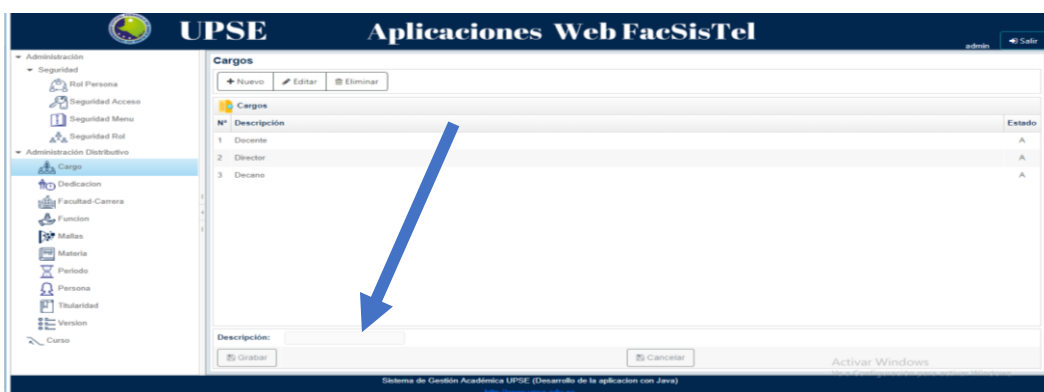 UPSE Aplicaciones Web FacSisTel
admin Salir
Administración
Seguridad
Rol Persona
Seguridad Acceso
Seguridad Menu
Seguridad Rol
Administración Distributivo
Cargo
Dedicacion
Facultad-Carrera
Funcion
Mallas
Materia
Periodo
Persona
Titularidad
Version
Curso
Cargos
Nuevo Editar Eliminar
Cargos
N° Descripción Estado
1 Docente A
2 Director A
3 Decano A
Descripción:
Grabar Cancelar
Activar Windows
Sistema de Gestión Académica UPSE (Desarrollo de la aplicacion con Java)